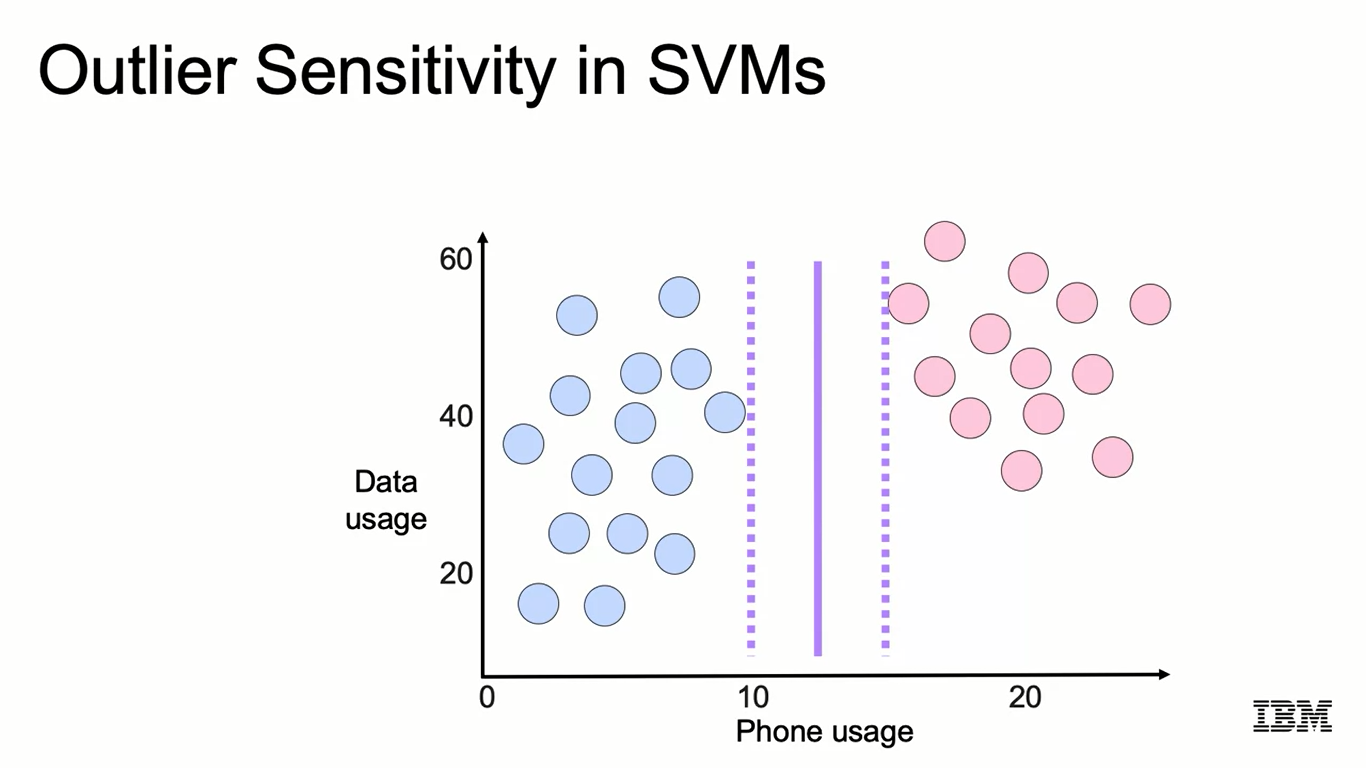 Outlier Sensitivity in SVMs
60
40
Data
usage
20
0
10
20
Phone usage
IBM